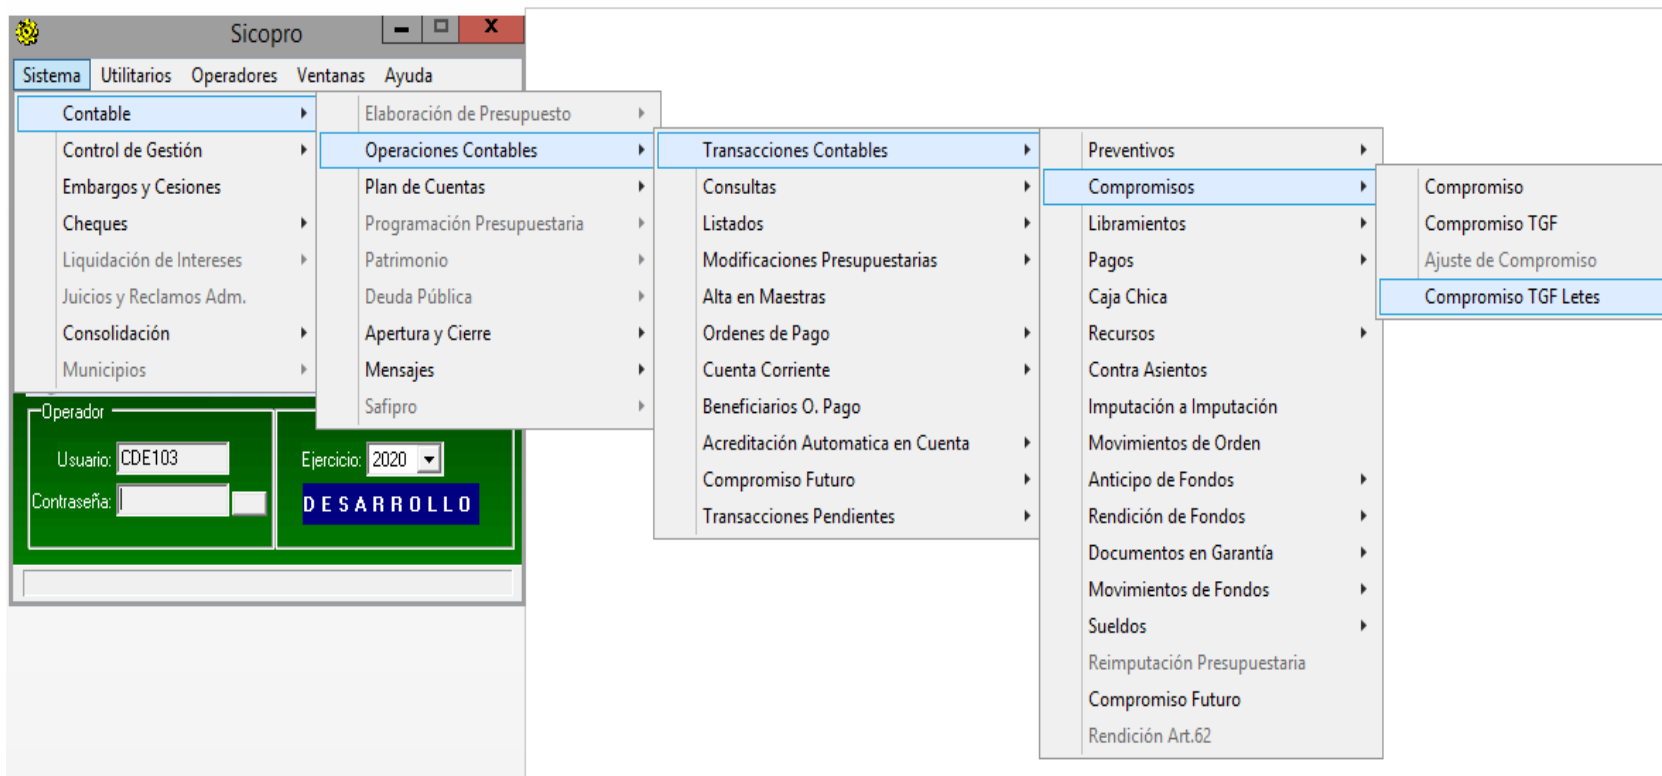 Sicopro
Sistema Utilitarios Operadores Ventanas Ayuda
Contable
Control de Gestión
Embargos y Cesiones
Cheques
Liquidación de Intereses
Juicios y Reclamos Adm.
Consolidación
Municipios
Elaboración de Presupuesto
Operaciones Contables
Plan de Cuentas
Programación Presupuestaria
Patrimonio
Deuda Pública
Apertura y Cierre
Mensajes
Safipro
Transacciones Contables
Consultas
Listados
Modificaciones Presupuestarias
Alta en Maestras
Ordenes de Pago
Cuenta Corriente
Beneficiarios O. Pago
Acreditación Automatica en Cuenta
Compromiso Futuro
Transacciones Pendientes
Preventivos
Compromisos
Libramientos
Pagos
Caja Chica
Recursos
Contra Asientos
Imputación a Imputación
Movimientos de Orden
Anticipo de Fondos
Rendición de Fondos
Documentos en Garantía
Movimientos de Fondos
Sueldos
Reimputación Presupuestaria
Compromiso Futuro
Rendición Art.62
Compromiso
Compromiso TGF
Ajuste de Compromiso
Compromiso TGF Letes
Operador
Usuario: CDE103
Contraseña:
Ejercicio: 2020
DESARROLLO